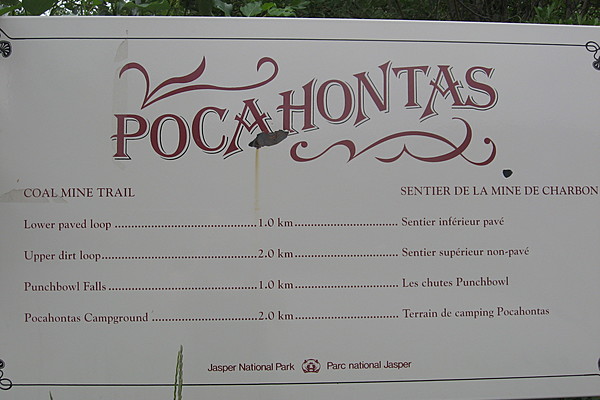 POCAHONTAS
COAL MINE TRAIL SENTIER DE LA MINE DE CHARBON
Lower paved loop 1.0 km Sentier inférieur pavé
Upper dirt loop 2.0 km Sentier supérieur non-pavé
Punchbowl Falls 1.0 km Les chutes Punchbowl
Pocahontas Campground 2.0 km Terrain de camping Pocahontas
Jasper National Park Parc national Jasper